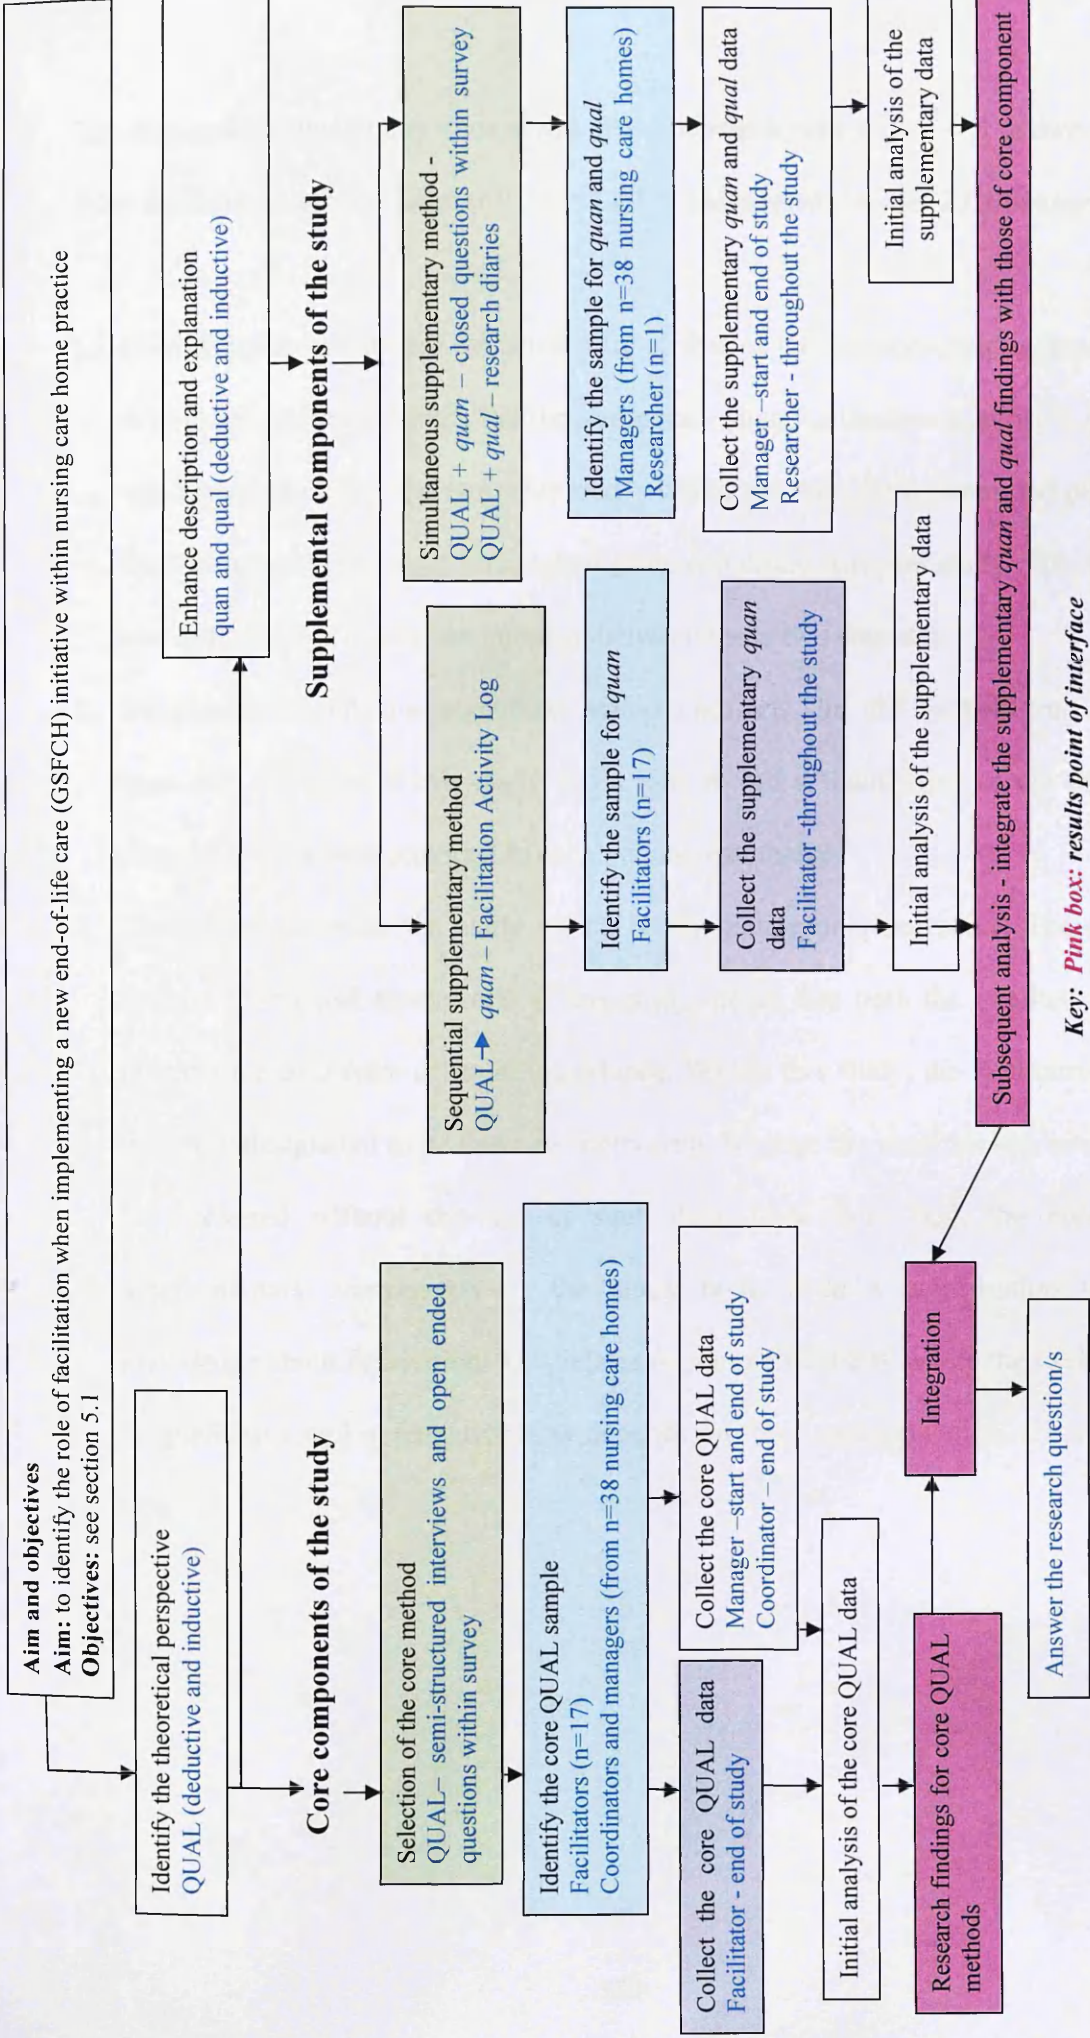 Aim and objectives
Aim: to identify the role of facilitation when implementing a new end-of-life care (GSFCH) initiative within nursing care home practice
Objectives: see section 5.1
Identify the theoretical perspective
QUAL (deductive and inductive)
Enhance description and explanation
quan and qual (deductive and inductive)
Core components of the study
Selection of the core method
QUAL– semi-structured interviews and open ended
questions within survey
Identify the core QUAL sample
Facilitators (n=17)
Coordinators and managers (from n=38 nursing care homes)
Collect the core QUAL data
Facilitator - end of study
Collect the core QUAL data
Manager –start and end of study
Coordinator – end of study
Initial analysis of the core QUAL data
Research findings for core QUAL
methods
Supplemental components of the study
Sequential supplementary method
QUAL→ quan – Facilitation Activity Log
Identify the sample for quan
Facilitators (n=17)
Collect the supplementary quan
data
Facilitator -throughout the study
Initial analysis of the supplementary data
Simultaneous supplementary method -
QUAL + quan – closed questions within survey
QUAL + qual – research diaries
Identify the sample for quan and qual
Managers (from n=38 nursing care homes)
Researcher (n=1)
Collect the supplementary quan and qual data
Manager –start and end of study
Researcher - throughout the study
Initial analysis of the
supplementary data
Subsequent analysis - integrate the supplementary quan and qual findings with those of core component
Integration
Answer the research question/s
Key: Pink box: results point of interface